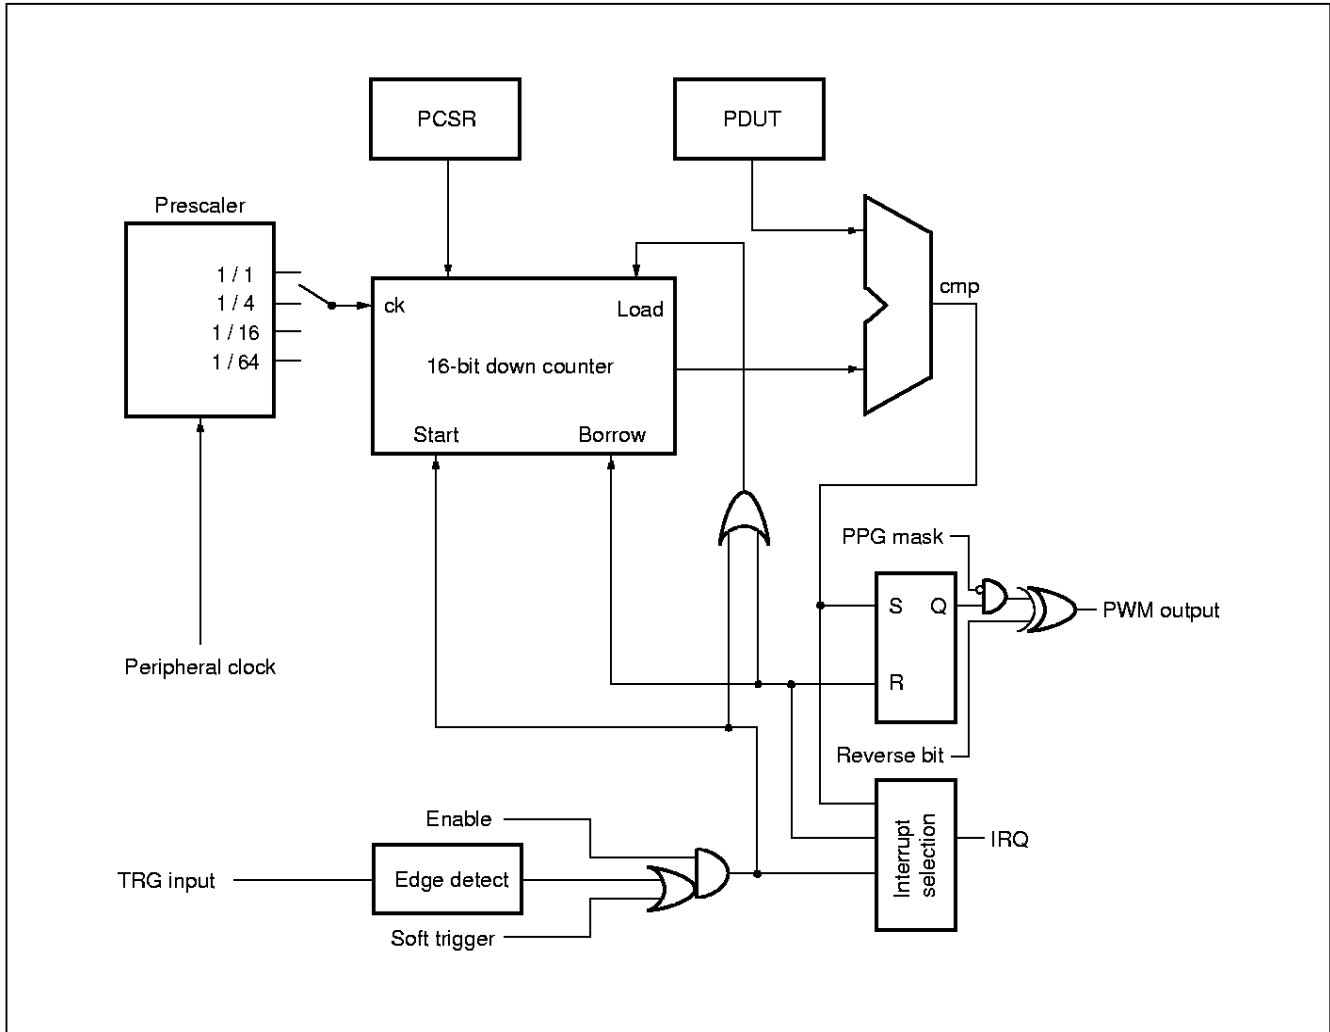 PCSR
PDUT
Prescaler
1 / 1
1 / 4
1 / 16
1 / 64
ck
Load
16-bit down counter
Start
Borrow
cmp
PPG mask
S
Q
PWM output
R
Peripheral clock
Reverse bit
Enable
Interrupt
selection
IRQ
TRG input
Edge detect
Soft trigger